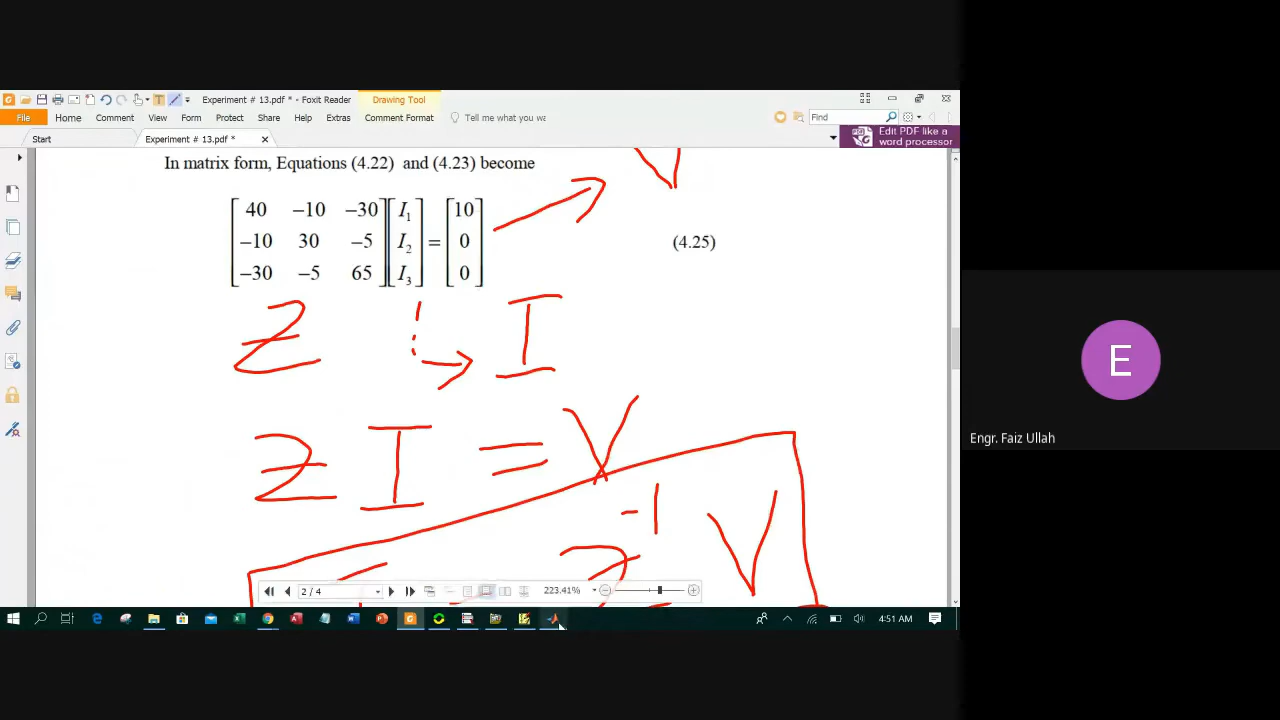 Experiment # 13.pdf * - Foxit Reader
Drawing Tool
File Home Comment View Form Protect Share Help Extras Comment Format Tell me what you wa Find
Start Experiment # 13.pdf *
Edit PDF like a
word processor
In matrix form, Equations (4.22) and (4.23) become
V
40 −10 −30 I1 10
−10 30 −5 I2 = 0
−30 −5 65 I3 0
(4.25)
Z I
Z I = V
Z -1 V
2 / 4 223.41%
4:51 AM
E
Engr. Faiz Ullah